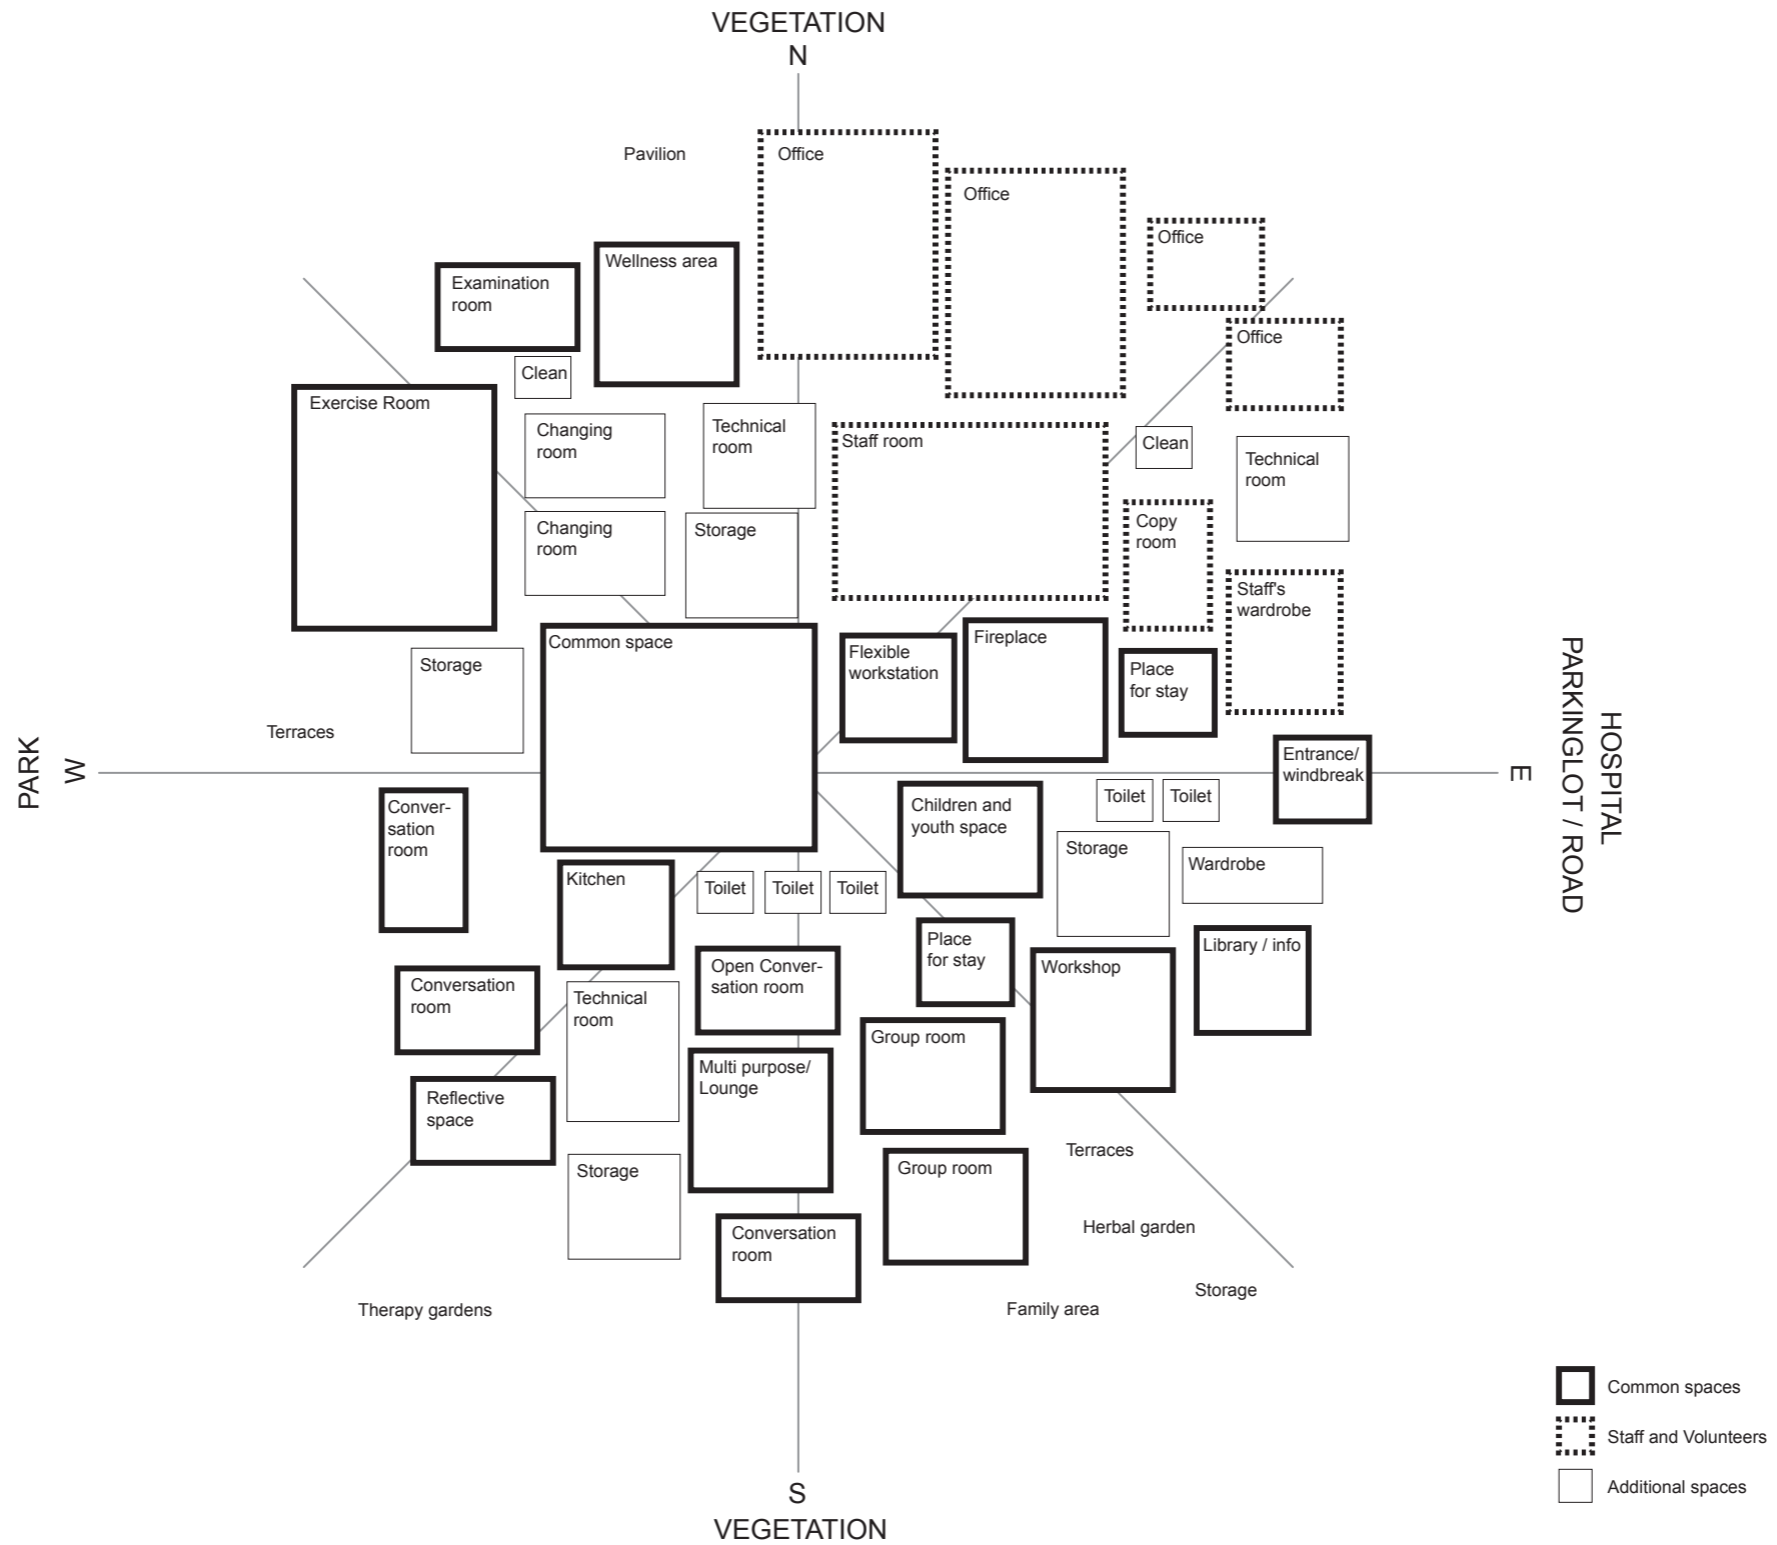 VEGETATION
N
Pavilion
Office
Office
Office
Wellness area
Examination
room
Office
Clean
Exercise Room
Changing
room
Technical
room
Staff room
Clean
Technical
room
Changing
room
Storage
Copy
room
Staff's
wardrobe
Common space
Flexible
workstation
Fireplace
Place
for stay
Storage
Terraces
PARK
W
Entrance/
windbreak
E
PARKINGLOT / ROAD
HOSPITAL
Conver-
sation
room
Children and
youth space
Toilet
Toilet
Storage
Wardrobe
Kitchen
Toilet
Toilet
Toilet
Place
for stay
Library / info
Open Conver-
sation room
Workshop
Conversation
room
Technical
room
Group room
Multi purpose/
Lounge
Reflective
space
Terraces
Storage
Group room
Conversation
room
Herbal garden
Storage
Therapy gardens
Family area
Common spaces
Staff and Volunteers
Additional spaces
S
VEGETATION